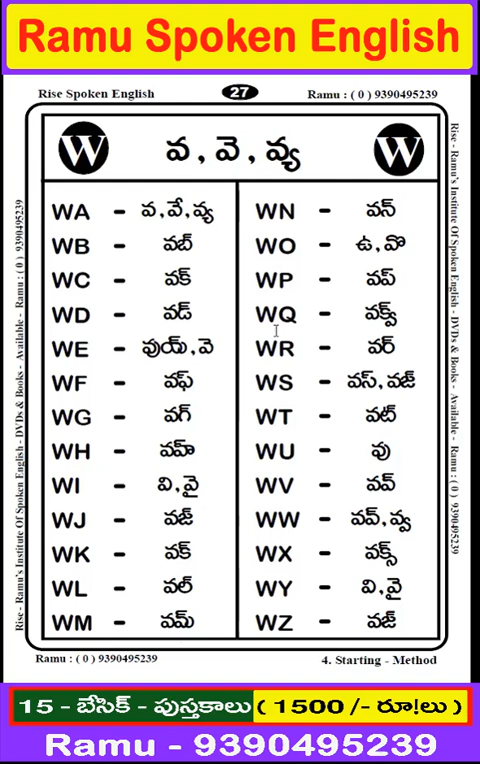 Ramu Spoken English
Rise Spoken English 27 Ramu : ( 0 ) 9390495239
W వ , వె , వ్య W
WA - వ , వే , వ్య
WB - వబ్
WC - వక్
WD - వడ్
WE - వుయ్ , వె
WF - వఫ్
WG - వగ్
WH - వహ్
WI - వి , వై
WJ - వజ్
WK - వక్
WL - వల్
WM - వమ్
WN - వన్
WO - ఉ , వొ
WP - వప్
WQ - వక్వ్
WR - వర్
WS - వస్ , వజ్
WT - వట్
WU - వు
WV - వవ్
WW - వవ్ , వ్వ
WX - వక్స్
WY - వి , వై
WZ - వజ్
Rise - Ramu's Institute Of Spoken English - DVDs & Books - Available - Ramu : ( 0 ) 9390495239
Rise - Ramu's Institute Of Spoken English - DVDs & Books - Available - Ramu : ( 0 ) 9390495239
Ramu : ( 0 ) 9390495239 4. Starting - Method
15 - బేసిక్ - పుస్తకాలు ( 1500 /- రూ!లు )
Ramu - 9390495239